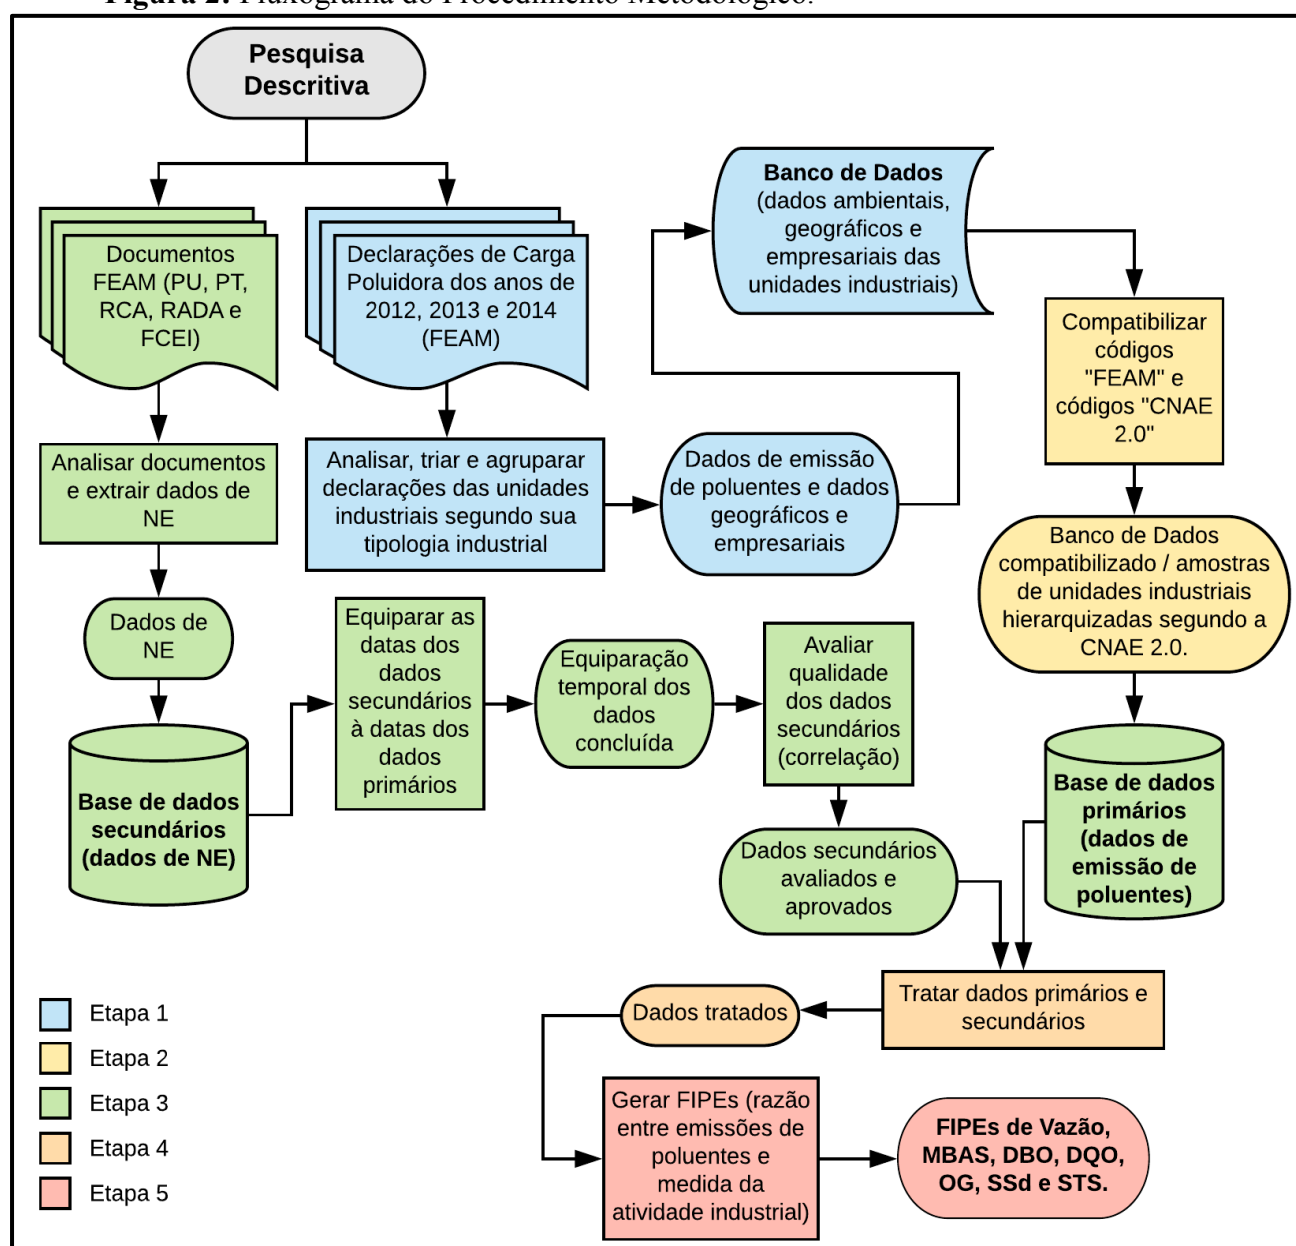 Figura 2: Fluxograma do Procedimento Metodológico.
Pesquisa
Descritiva
Documentos
FEAM (PU, PT,
RCA, RADA e
FCEI)
Declarações de Carga
Poluidora dos anos de
2012, 2013 e 2014
(FEAM)
Banco de Dados
(dados ambientais,
geográficos e
empresariais das
unidades industriais)
Compatibilizar
códigos
"FEAM" e
códigos "CNAE
2.0"
Analisar documentos
e extrair dados de
NE
Analisar, triar e agruparar
declarações das unidades
industriais segundo sua
tipologia industrial
Dados de emissão
de poluentes e dados
geográficos e
empresariais
Banco de Dados
compatibilizado / amostras
de unidades industriais
hierarquizadas segundo a
CNAE 2.0.
Dados de
NE
Equiparar as
datas dos
dados
secundários
à datas dos
dados
primários
Equiparação
temporal dos
dados
concluída
Avaliar
qualidade
dos dados
secundários
(correlação)
Base de dados
secundários
(dados de NE)
Base de dados
primários
(dados de
emissão de
poluentes)
Dados secundários
avaliados e
aprovados
Tratar dados primários e
secundários
Dados tratados
Gerar FIPEs (razão
entre emissões de
poluentes e
medida da
atividade industrial)
FIPEs de Vazão,
MBAS, DBO, DQO,
OG, SSd e STS.
Etapa 1
Etapa 2
Etapa 3
Etapa 4
Etapa 5